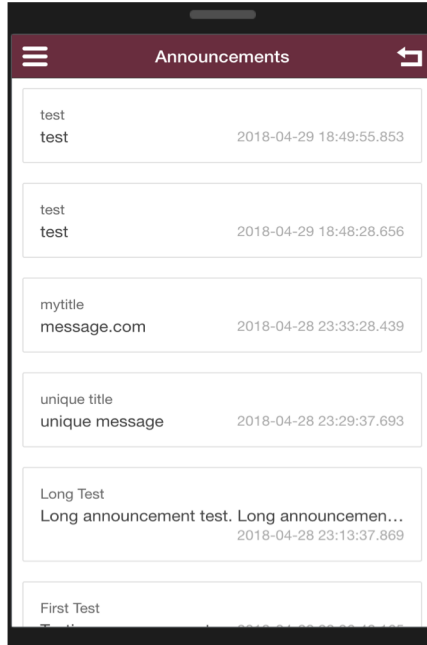 Announcements
test
test 2018-04-29 18:49:55.853
test
test 2018-04-29 18:48:28.656
mytitle
message.com 2018-04-28 23:33:28.439
unique title
unique message 2018-04-28 23:29:37.693
Long Test
Long announcement test. Long announcemen...
2018-04-28 23:13:37.869
First Test